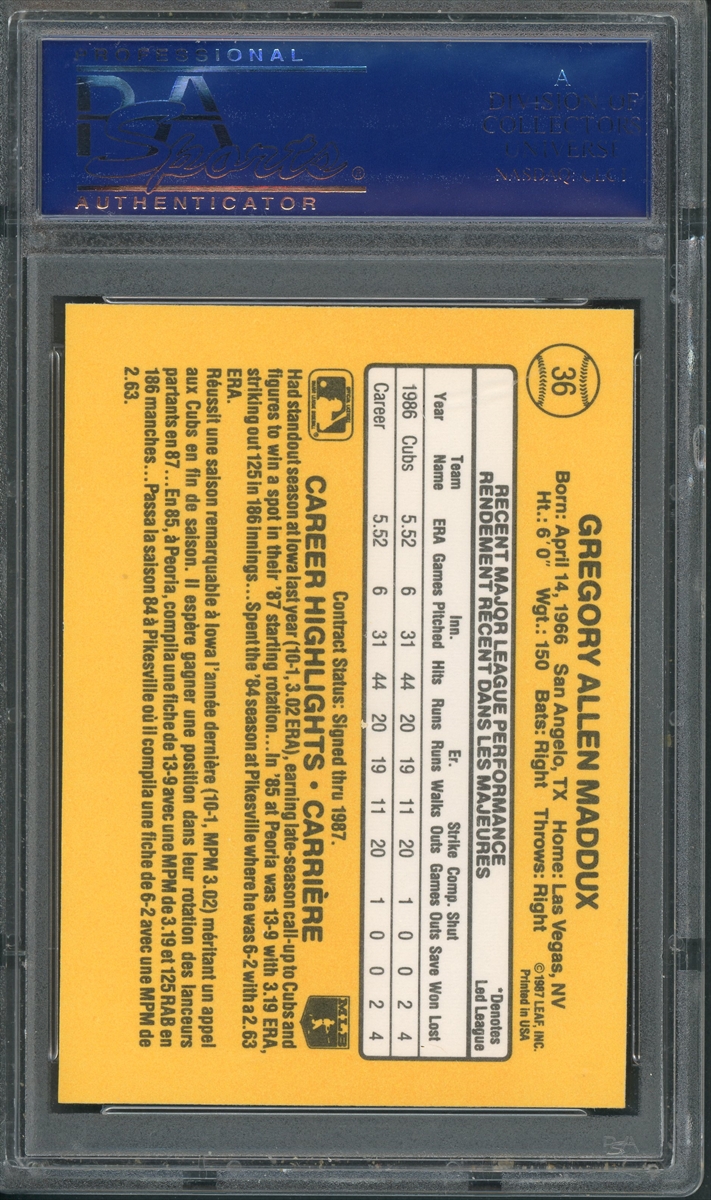 PROFESSIONAL
PSA
Sports®
AUTHENTICATOR
A
DIVISION OF
COLLECTORS
UNIVERSE
NASDAQ: CLCT
36
GREGORY ALLEN MADDUX
Born: April 14, 1966 San Angelo, TX Home: Las Vegas, NV
Ht.: 6' 0" Wgt.: 150 Bats: Right Throws: Right
©1987 LEAF, INC.
Printed in USA
RECENT MAJOR LEAGUE PERFORMANCE
RENDEMENT RÉCENT DANS LES MAJEURES
*Denotes
Led League
Team Inn. Er. Strike Comp. Shut
Year Name ERA Games Pitched Hits Runs Runs Walks Outs Games Outs Save Won Lost
1986 Cubs 5.52 6 31 44 20 19 11 20 1 0 0 2 4
Career 5.52 6 31 44 20 19 11 20 1 0 0 2 4
Contract Status: Signed thru 1987.
CAREER HIGHLIGHTS • CARRIÈRE
MLB
Had standout season at Iowa last year (10-1, 3.02 ERA), earning late-season call-up to Cubs and
figures to win a spot in their '87 starting rotation...In '85 at Peoria was 13-9 with 3.19 ERA,
striking out 125 in 186 innings...Spent the '84 season at Pikesville where he was 6-2 with a 2.63
ERA.
Réussit une saison remarquable à Iowa l'année dernière (10-1, MPM 3.02) méritant un appel
aux Cubs en fin de saison. Il espère gagner une position dans leur rotation des lanceurs
partants en 87...En 85, à Peoria, compila une fiche de 13-9 avec une MPM de 3.19 et 125 RAB en
186 manches...Passa la saison 84 à Pikesville où il compila une fiche de 6-2 avec une MPM de
2.63.
PSA